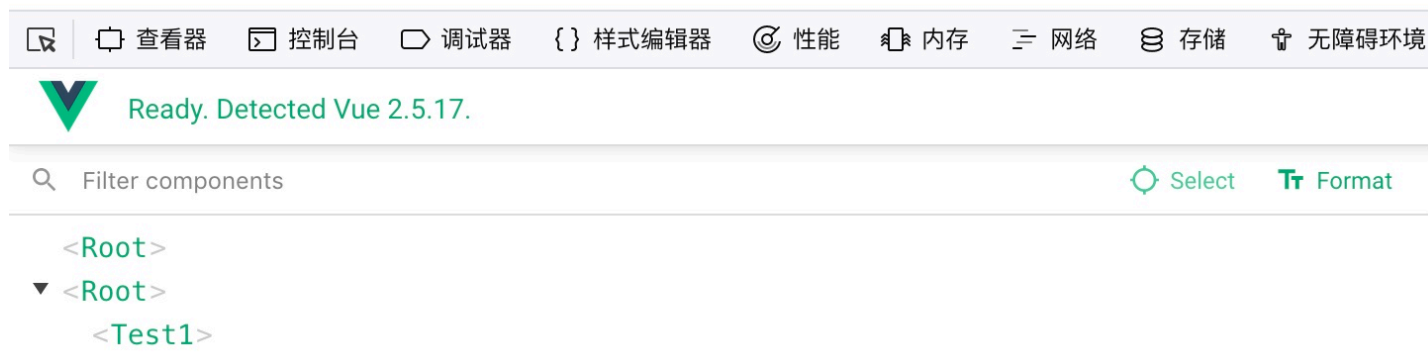 查看器 控制台 调试器 {} 样式编辑器 性能 内存 网络 存储 无障碍环境
Ready. Detected Vue 2.5.17.
Filter components Select Format
<Root>
<Root>
<Test1>